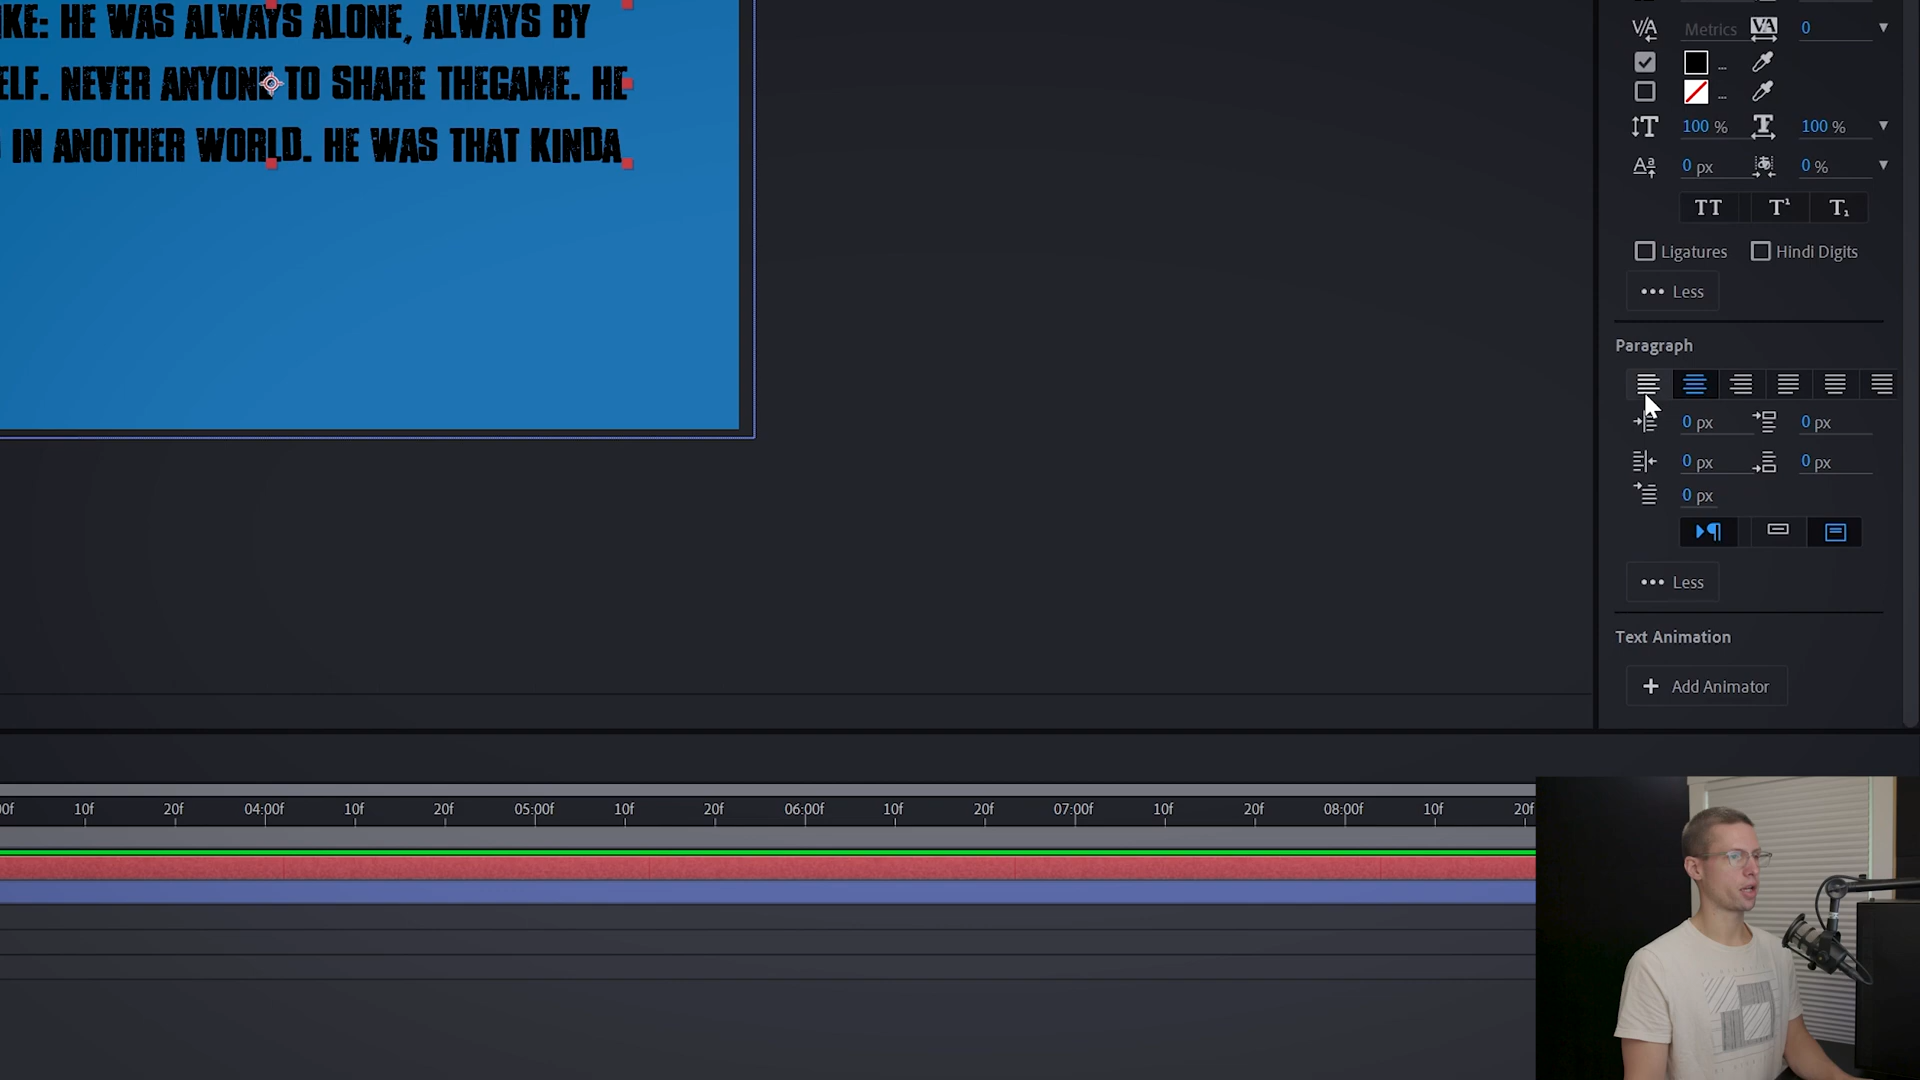 KE: HE WAS ALWAYS ALONE, ALWAYS BY
ELF. NEVER ANYONE TO SHARE THEGAME. HE
IN ANOTHER WORLD. HE WAS THAT KINDA
Metrics 0
100 % 100 %
0 px 0 %
TT T¹ T₁
Ligatures Hindi Digits
••• Less
Paragraph
0 px 0 px
0 px 0 px
0 px
••• Less
Text Animation
+ Add Animator
0f 10f 20f 04:00f 10f 20f 05:00f 10f 20f 06:00f 10f 20f 07:00f 10f 20f 08:00f 10f 20f